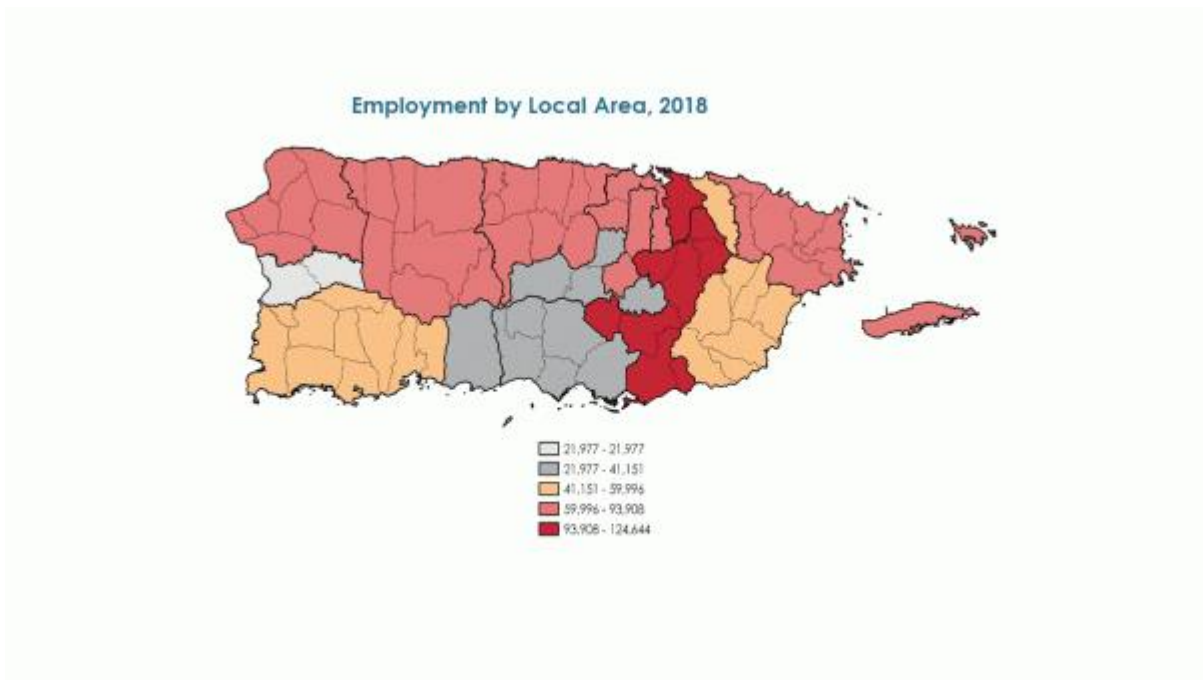 Employment by Local Area, 2018
21,977 - 21,977
21,977 - 41,151
41,151 - 59,996
59,996 - 93,908
93,908 - 124,644